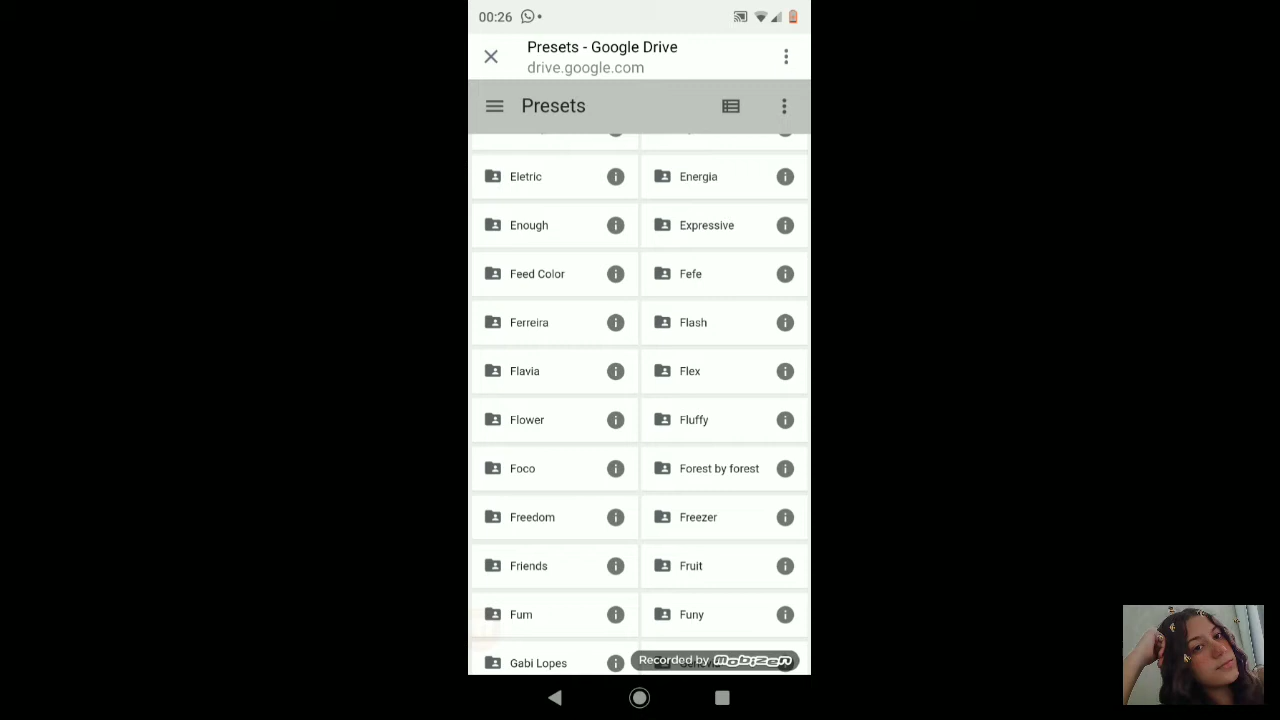 00:26
Presets - Google Drive
drive.google.com
Presets
Eletric Energia
Enough Expressive
Feed Color Fefe
Ferreira Flash
Flavia Flex
Flower Fluffy
Foco Forest by forest
Freedom Freezer
Friends Fruit
Fum Funy
Gabi Lopes
Recorded by MOBIZEN